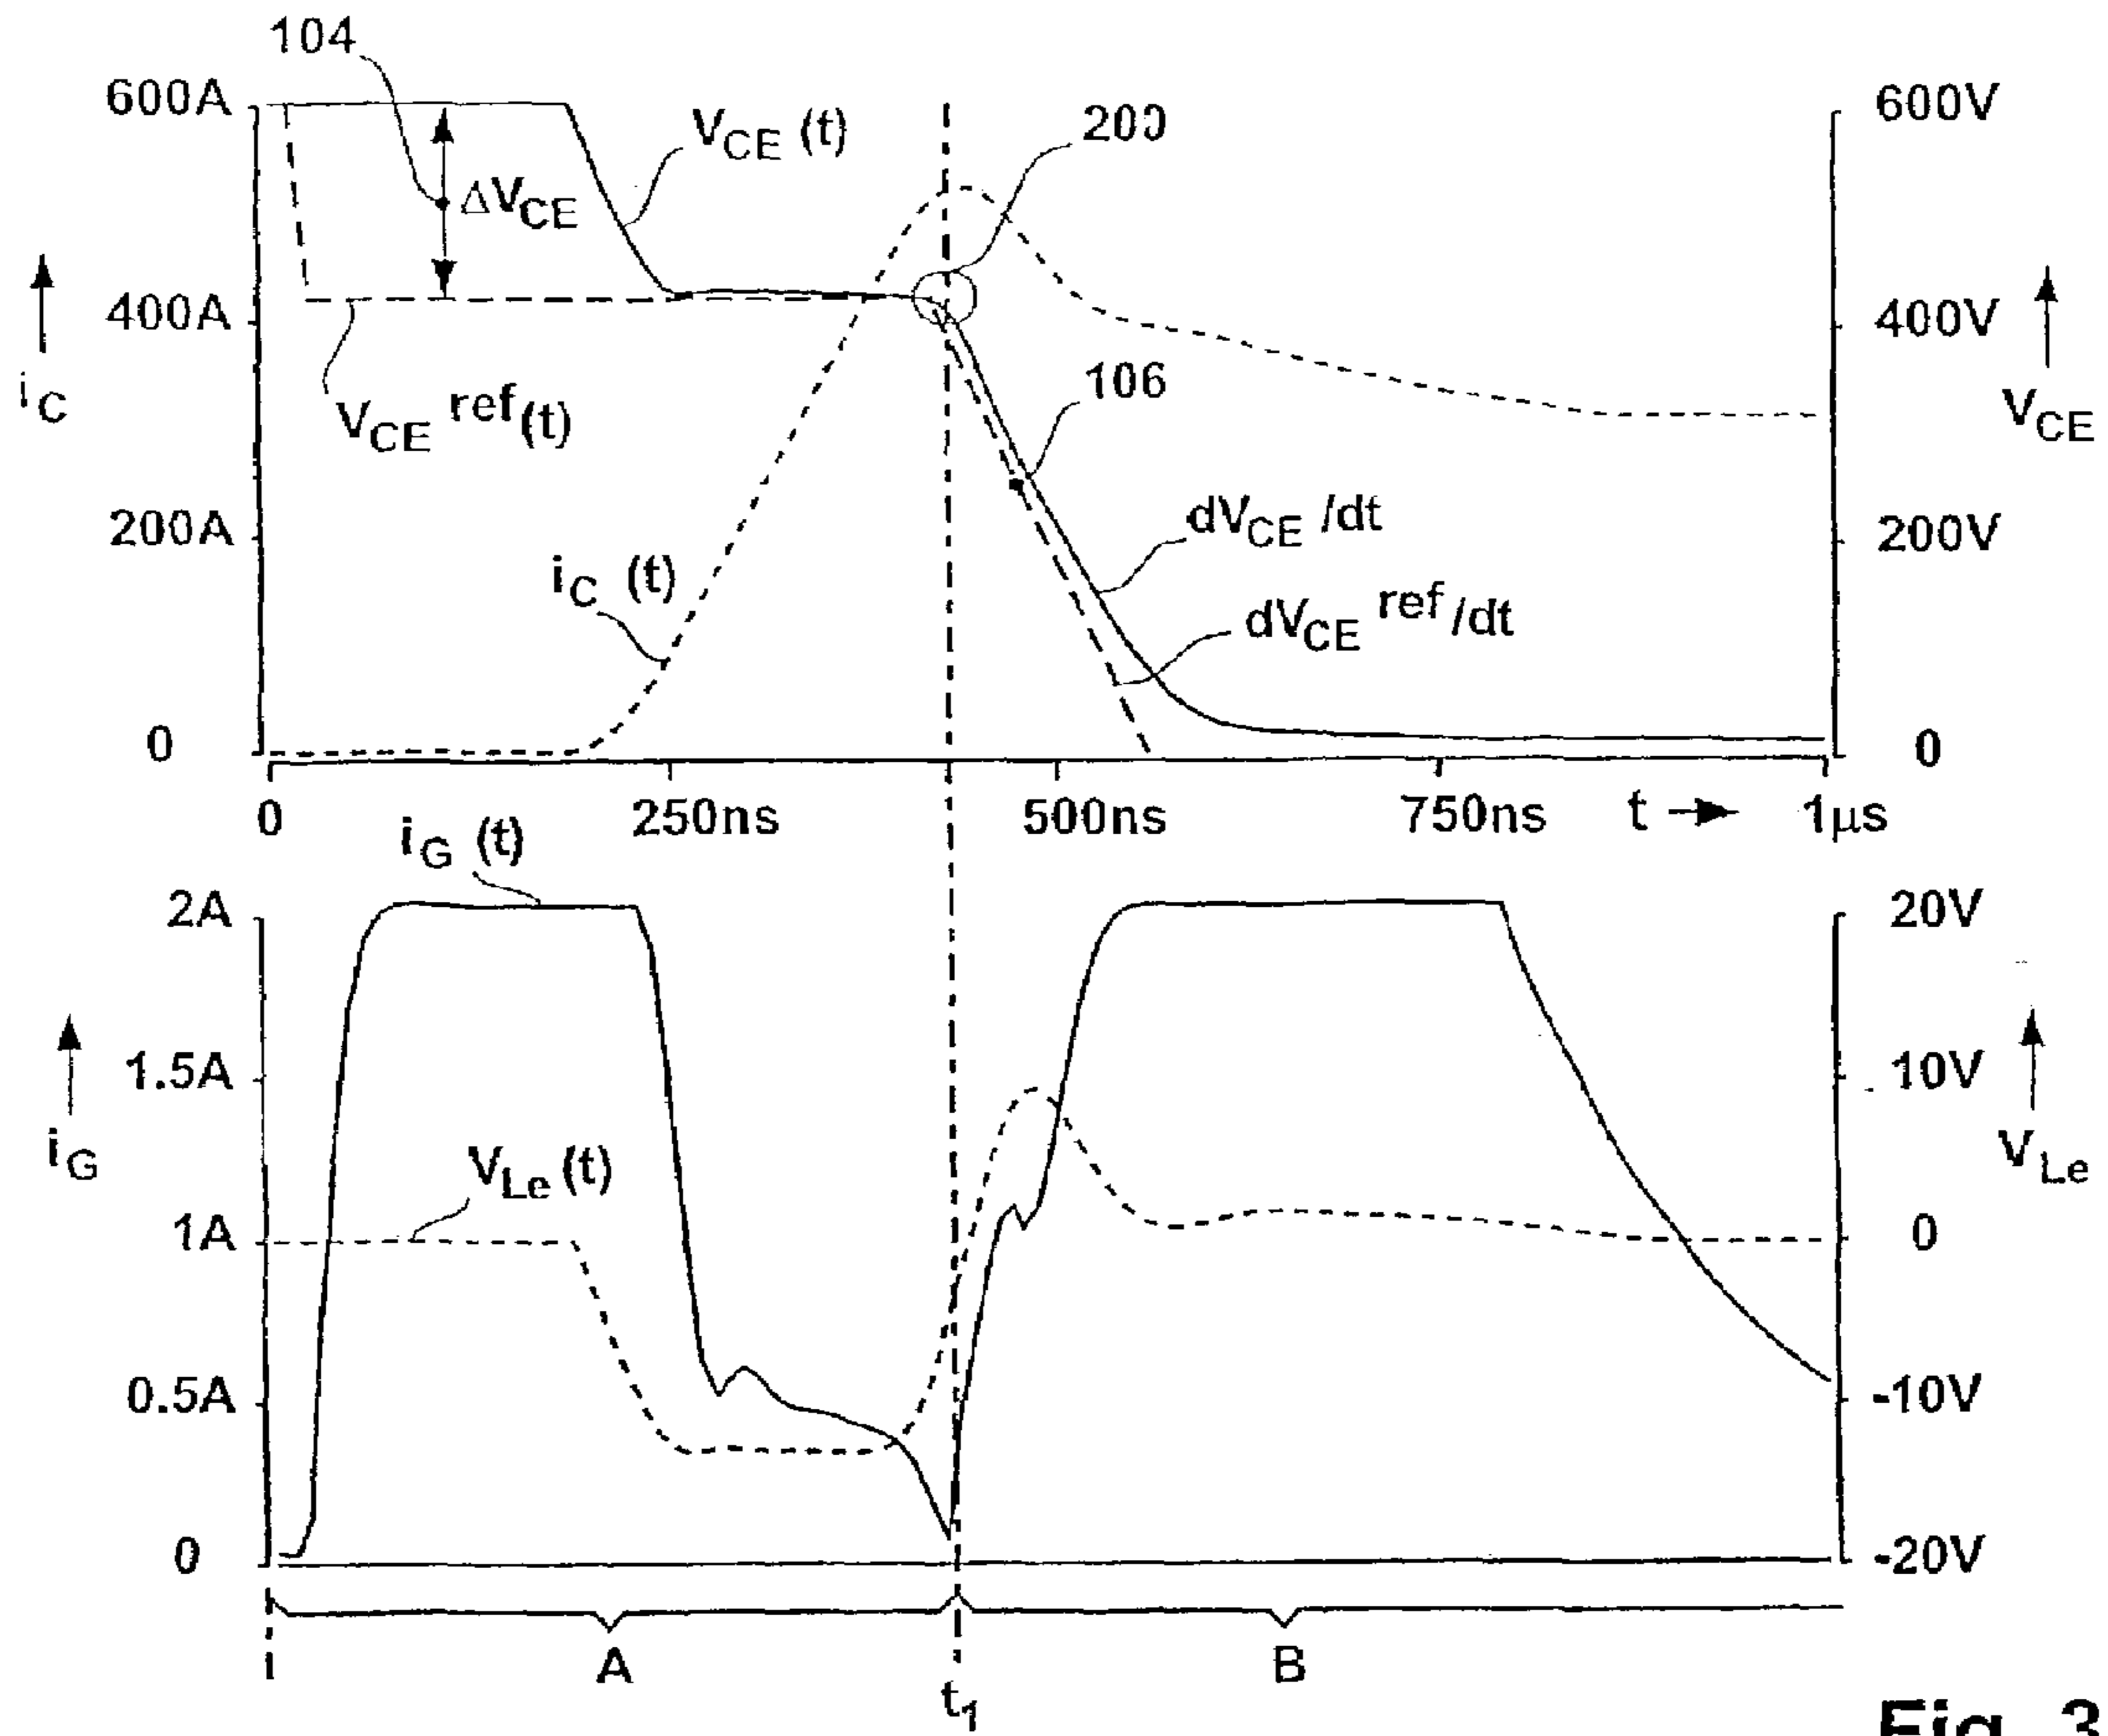 104
600A
V_CE (t)
200
600V
ΔV_CE
400A
400V
i_C
V_CE
V_CE ref(t)
106
200A
dV_CE /dt
200V
i_C (t)
dV_CE ref/dt
0
0
0
250ns
500ns
750ns
t
1μs
i_G (t)
2A
20V
1.5A
10V
i_G
V_Le (t)
V_Le
1A
0
0.5A
-10V
0
-20V
A
B
t_1
Fig. 3